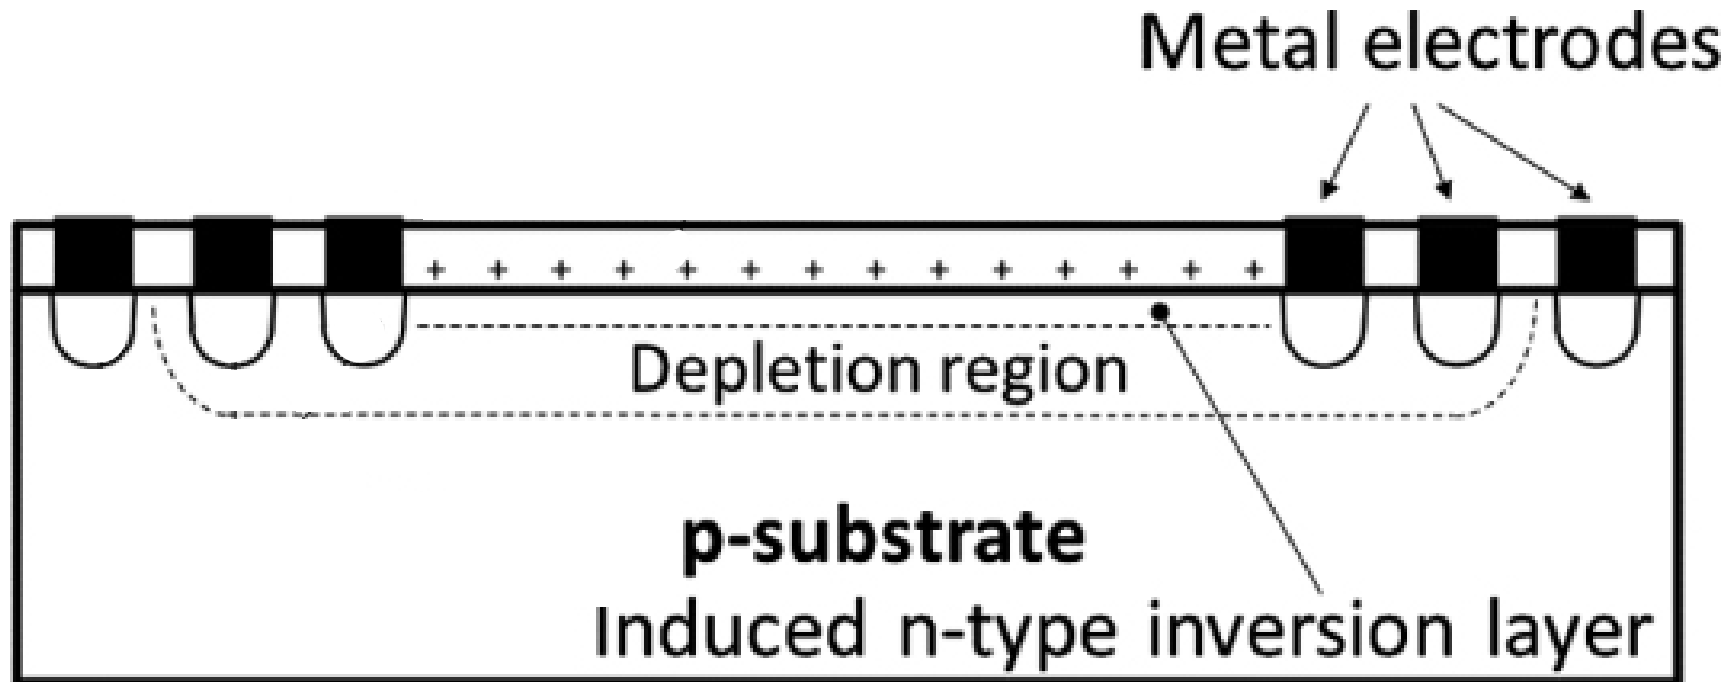 Metal electrodes
+ + + + + + + + + + + + + +
Depletion region
p-substrate
Induced n-type inversion layer